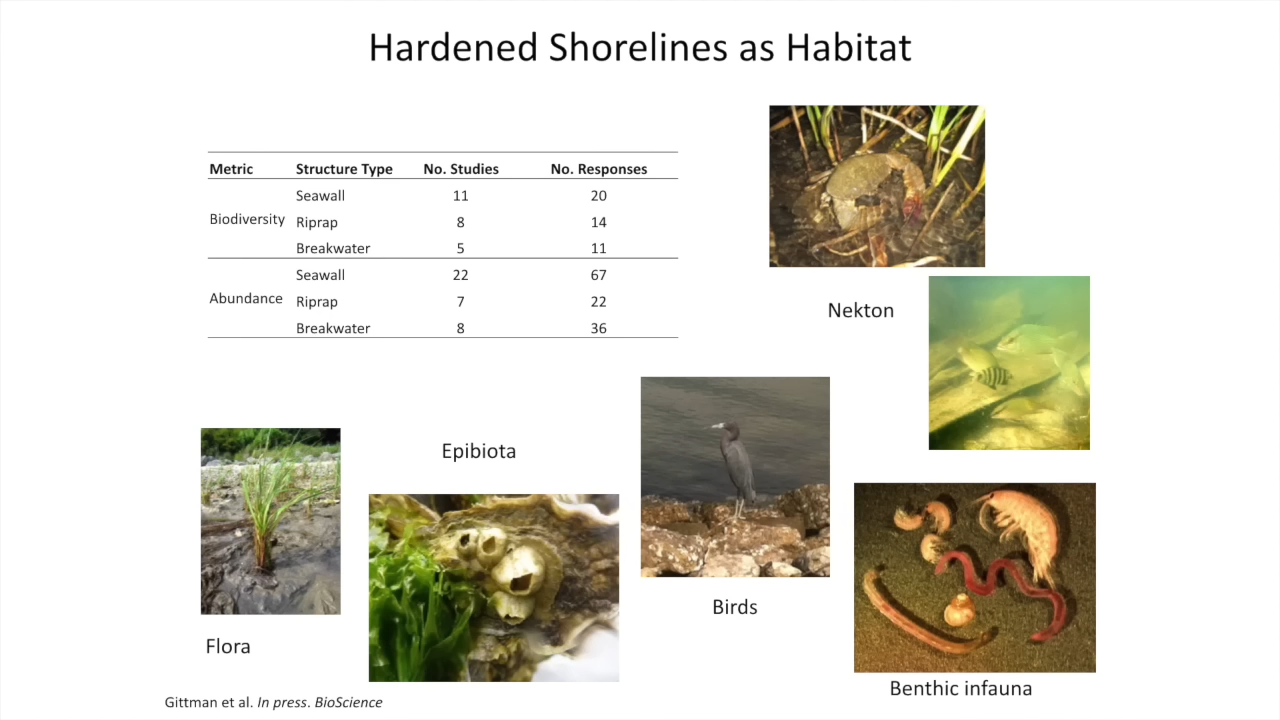 Hardened Shorelines as Habitat
Metric Structure Type No. Studies No. Responses
Biodiversity
Seawall 11 20
Riprap 8 14
Breakwater 5 11
Abundance
Seawall 22 67
Riprap 7 22
Breakwater 8 36
Nekton
Epibiota
Birds
Flora
Benthic infauna
Gittman et al. In press. BioScience